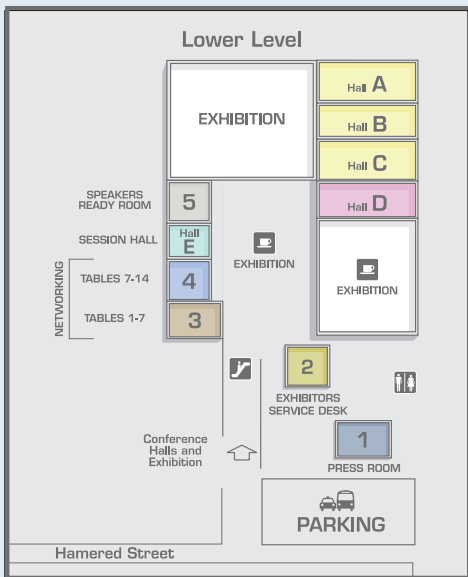 Lower Level
EXHIBITION
Hall A
Hall B
Hall C
Hall D
SPEAKERS
READY ROOM
5
SESSION HALL
Hall
E
EXHIBITION
EXHIBITION
NETWORKING
TABLES 7-14
4
TABLES 1-7
3
2
EXHIBITORS
SERVICE DESK
Conference
Halls and
Exhibition
1
PRESS ROOM
PARKING
Hamered Street